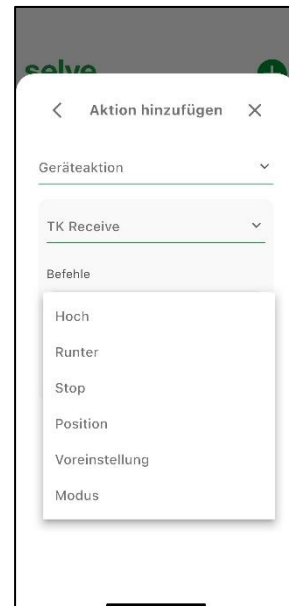 selve
Aktion hinzufügen
Geräteaktion
TK Receive
Befehle
Hoch
Runter
Stop
Position
Voreinstellung
Modus